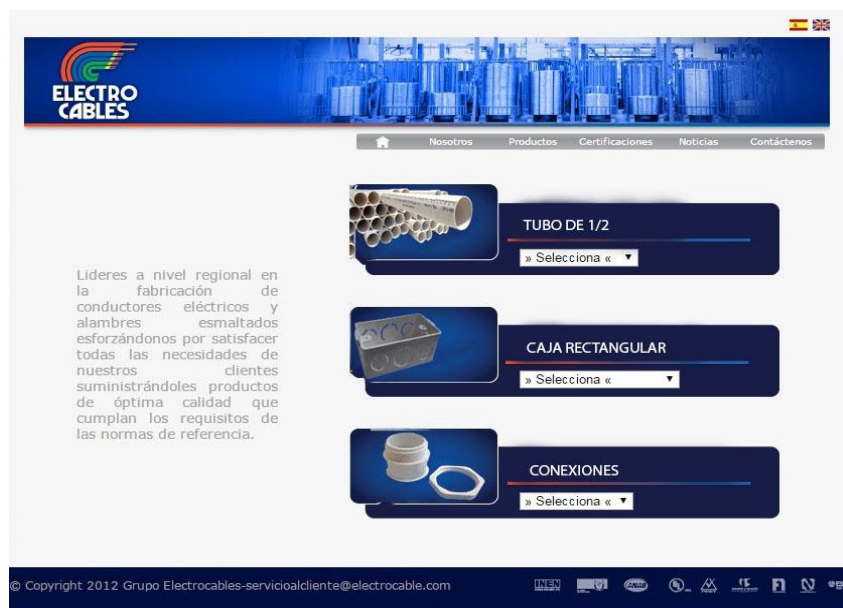 ELECTRO
CABLES
Nosotros Productos Certificaciones Noticias Contáctenos
TUBO DE 1/2
» Selecciona «
Lideres a nivel regional en
la fabricación de
conductores eléctricos y
alambres esmaltados
esforzándonos por satisfacer
todas las necesidades de
nuestros clientes
suministrándoles productos
de óptima calidad que
cumplan los requisitos de
las normas de referencia.
CAJA RECTANGULAR
» Selecciona «
CONEXIONES
» Selecciona «
© Copyright 2012 Grupo Electrocables-servicioalcliente@electrocable.com
INEN